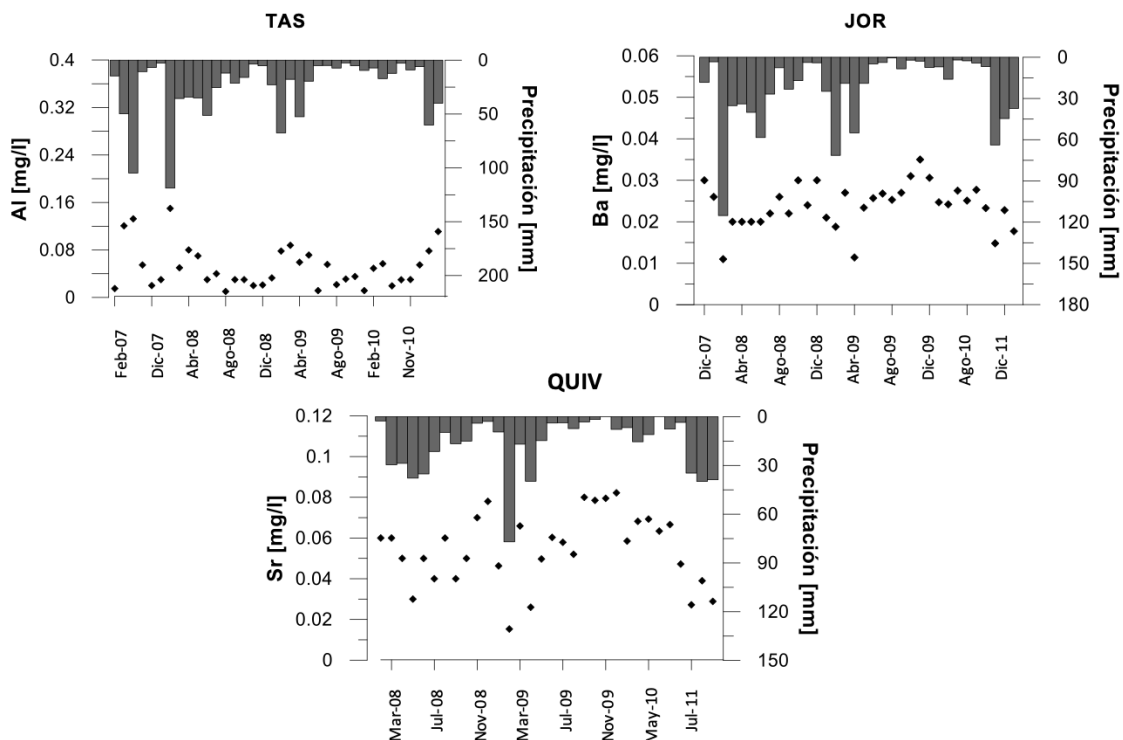 TAS
0.4
0.32
0.24
0.16
0.08
0
Al [mg/l]
0
50
100
150
200
Precipitación [mm]
Feb-07
Dic-07
Abr-08
Ago-08
Dic-08
Abr-09
Ago-09
Feb-10
Nov-10
JOR
0.06
0.05
0.04
0.03
0.02
0.01
0
Ba [mg/l]
0
30
60
90
120
150
180
Precipitación [mm]
Dic-07
Abr-08
Ago-08
Dic-08
Abr-09
Ago-09
Dic-09
Ago-10
Dic-11
QUIV
0.12
0.1
0.08
0.06
0.04
0.02
0
Sr [mg/l]
0
30
60
90
120
150
Precipitación [mm]
Mar-08
Jul-08
Nov-08
Mar-09
Jul-09
Nov-09
May-10
Jul-11